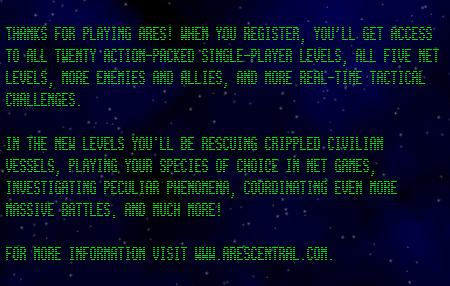 THANKS FOR PLAYING ARES! WHEN YOU REGISTER, YOU'LL GET ACCESS
TO ALL TWENTY ACTION-PACKED SINGLE-PLAYER LEVELS, ALL FIVE NET
LEVELS, MORE ENEMIES AND ALLIES, AND MORE REAL-TIME TACTICAL
CHALLENGES.
IN THE NEW LEVELS YOU'LL BE RESCUING CRIPPLED CIVILIAN
VESSELS, PLAYING YOUR SPECIES OF CHOICE IN NET GAMES,
INVESTIGATING PECULIAR PHENOMENA, COORDINATING EVEN MORE
MASSIVE BATTLES, AND MUCH MORE!
FOR MORE INFORMATION VISIT WWW.ARESCENTRAL.COM.